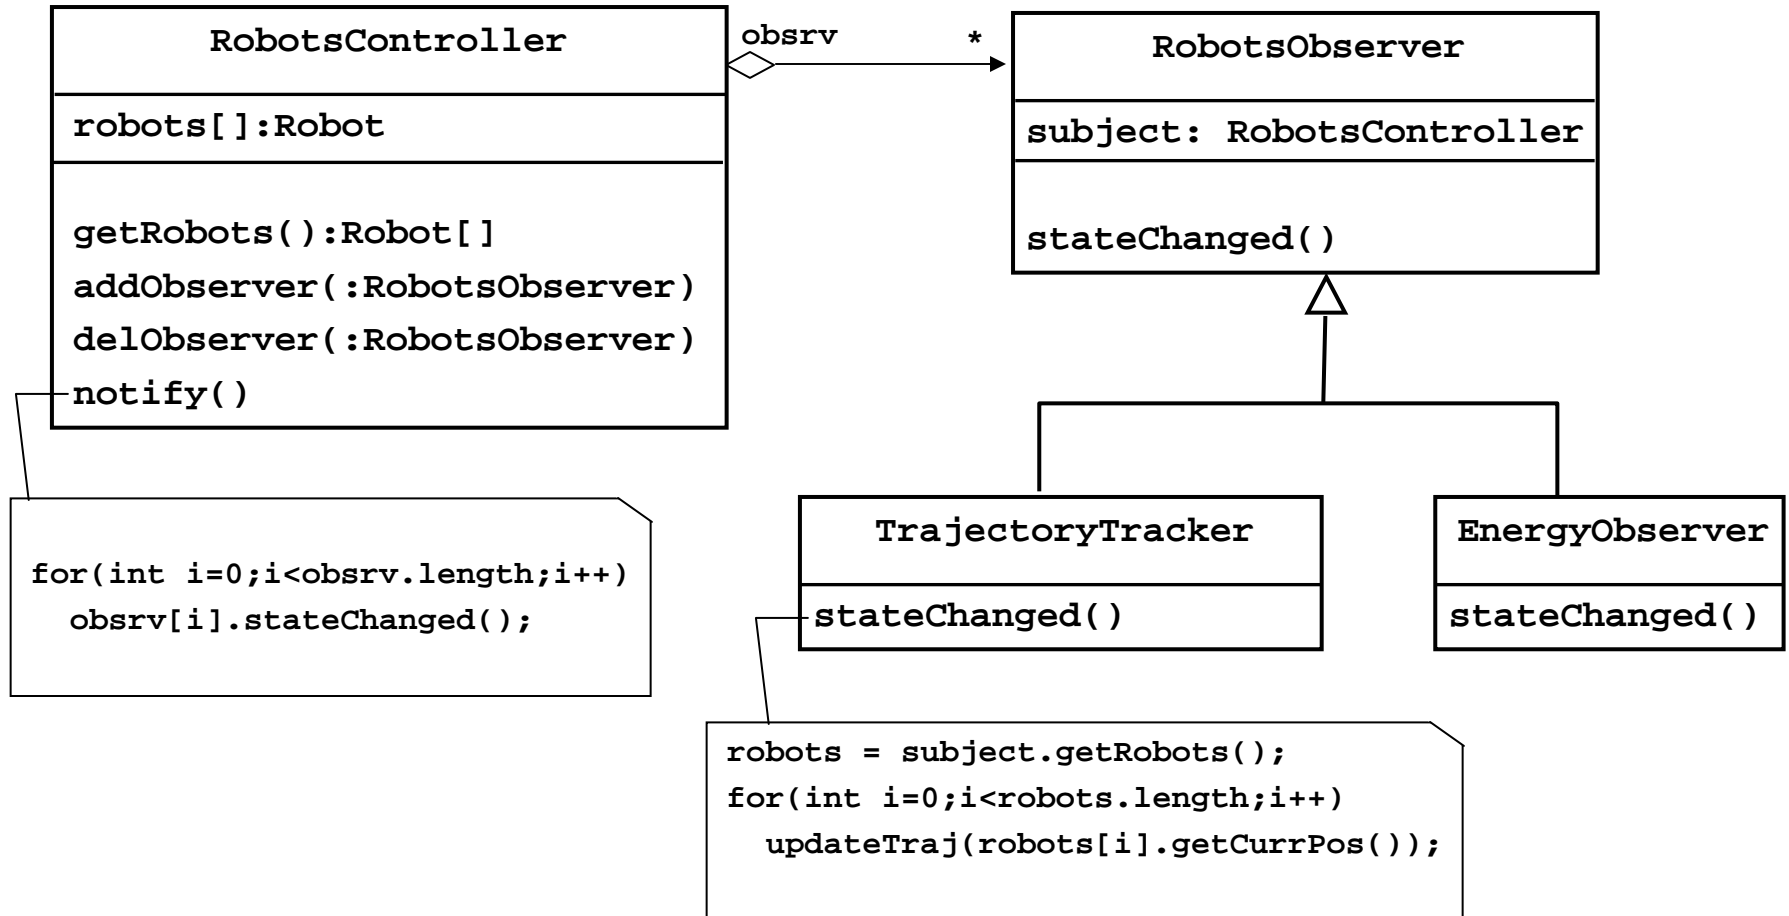 RobotsController
robots[]:Robot
getRobots():Robot[]
addObserver(:RobotsObserver)
delObserver(:RobotsObserver)
notify()
obsrv
*
RobotsObserver
subject: RobotsController
stateChanged()
for(int i=0;i<obsrv.length;i++)
obsrv[i].stateChanged();
TrajectoryTracker
stateChanged()
EnergyObserver
stateChanged()
robots = subject.getRobots();
for(int i=0;i<robots.length;i++)
updateTraj(robots[i].getCurrPos());